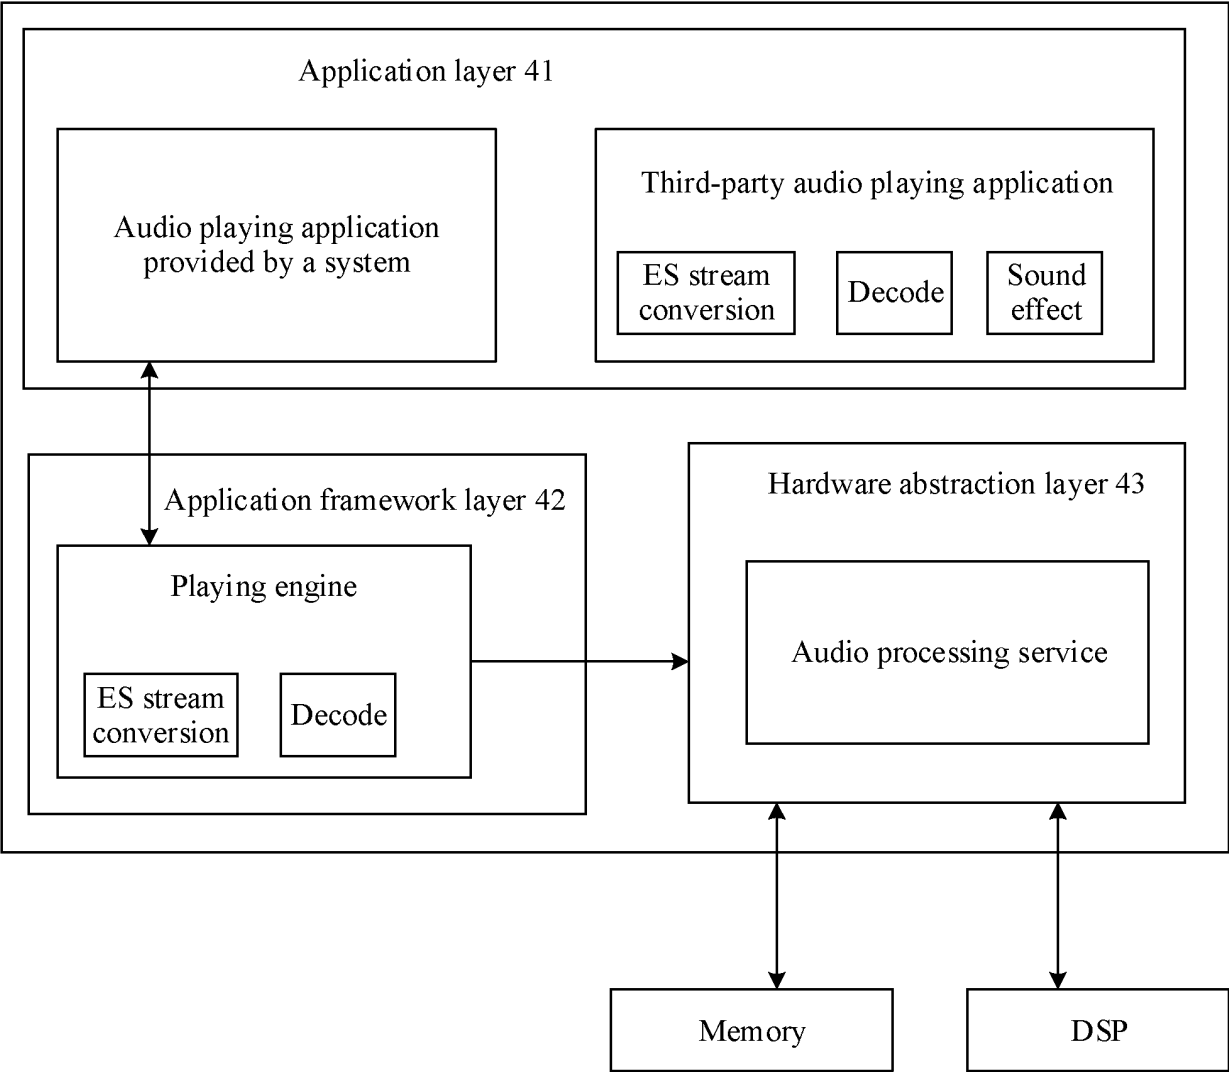 Application layer 41
Audio playing application
provided by a system
Third-party audio playing application
ES stream
conversion
Decode
Sound
effect
Application framework layer 42
Playing engine
ES stream
conversion
Decode
Hardware abstraction layer 43
Audio processing service
Memory
DSP